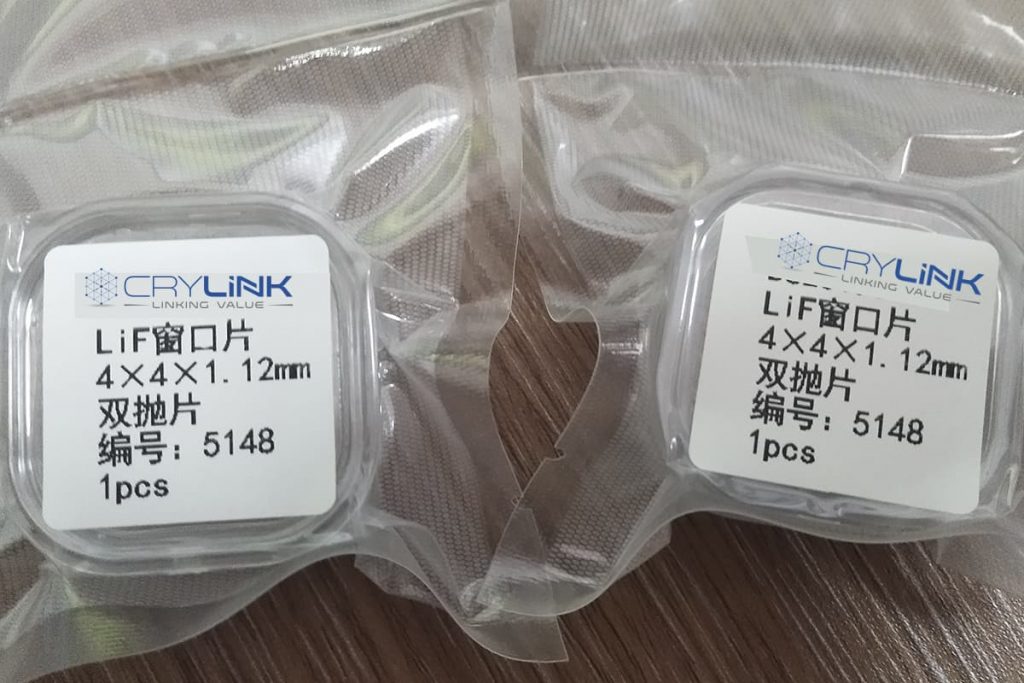 CRYLiNK
LINKING VALUE
LiF窗口片
4×4×1.12mm
双抛片
编号：5148
1pcs
CRYLiNK
LINKING VALUE
LiF窗口片
4×4×1.12mm
双抛片
编号：5148
1pcs